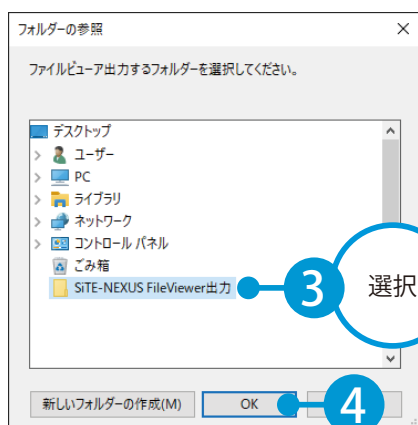 フォルダーの参照
ファイルビューア出力するフォルダーを選択してください。
デスクトップ
ユーザー
PC
ライブラリ
ネットワーク
コントロール パネル
ごみ箱
SiTE-NEXUS FileViewer出力
3
選択
新しいフォルダーの作成(M)
OK
4